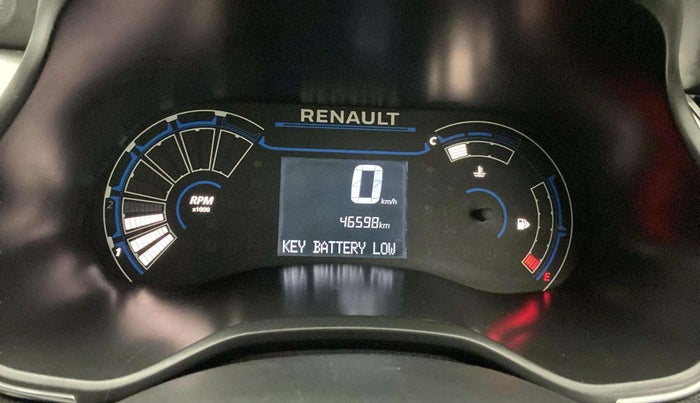 RENAULT
C
0 km/h
2
RPM
x1000
46598km
1
KEY BATTERY LOW
E